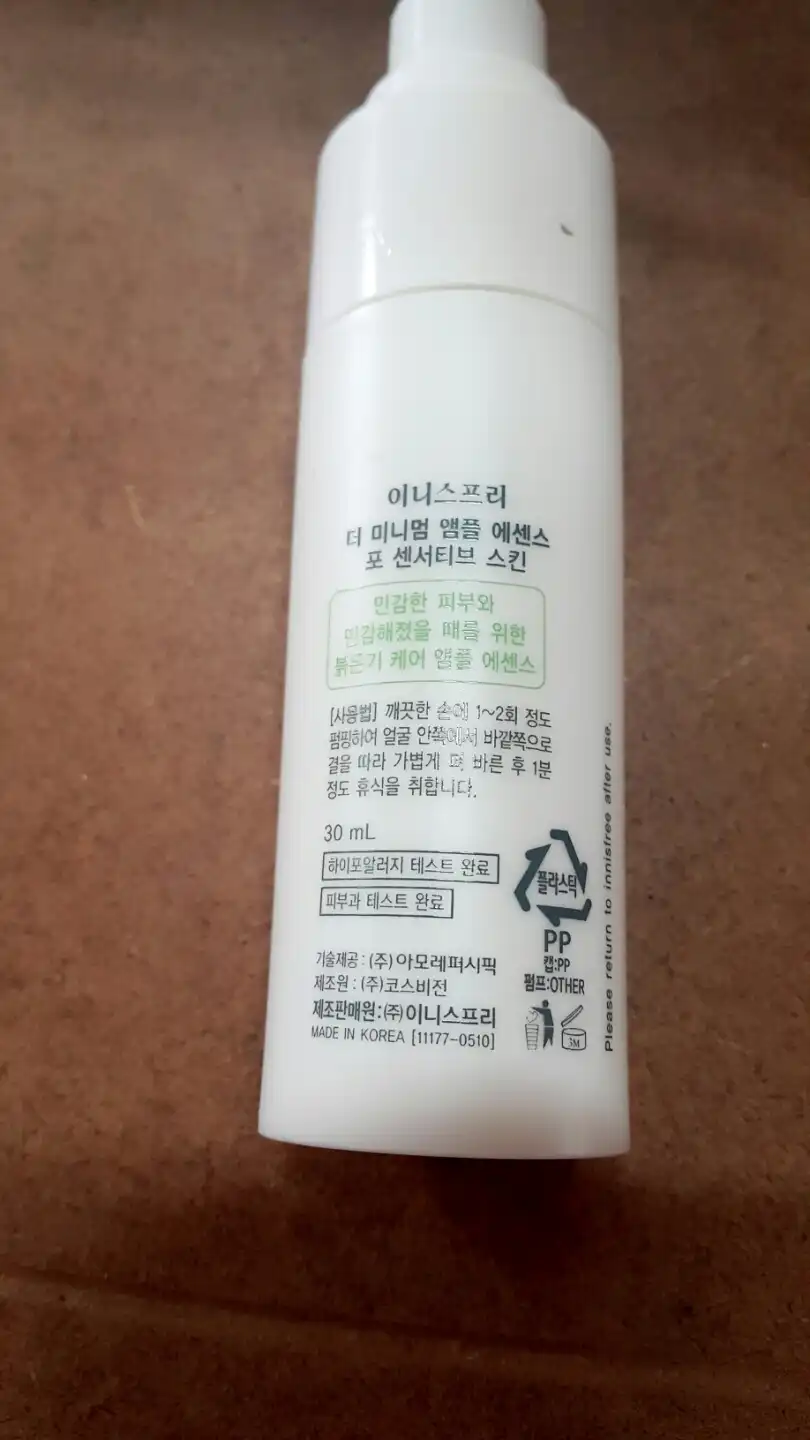 이니스프리
더 미니멈 앰플 에센스
포 센서티브 스킨
민감한 피부와
민감해졌을 때를 위한
붉은기 케어 앰플 에센스
[사용법] 깨끗한 손에 1~2회 정도
펌핑하여 얼굴 안쪽에서 바깥쪽으로
결을 따라 가볍게 펴 바른 후 1분
정도 휴식을 취합니다.
30 mL
하이포알러지 테스트 완료
피부과 테스트 완료
기술제공 : (주)아모레퍼시픽
제조원 : (주)코스비전
제조판매원:(주)이니스프리
MADE IN KOREA [11177-0510]
플라스틱
PP
캡:PP
펌프:OTHER
3M
Please return to innisfree after use.